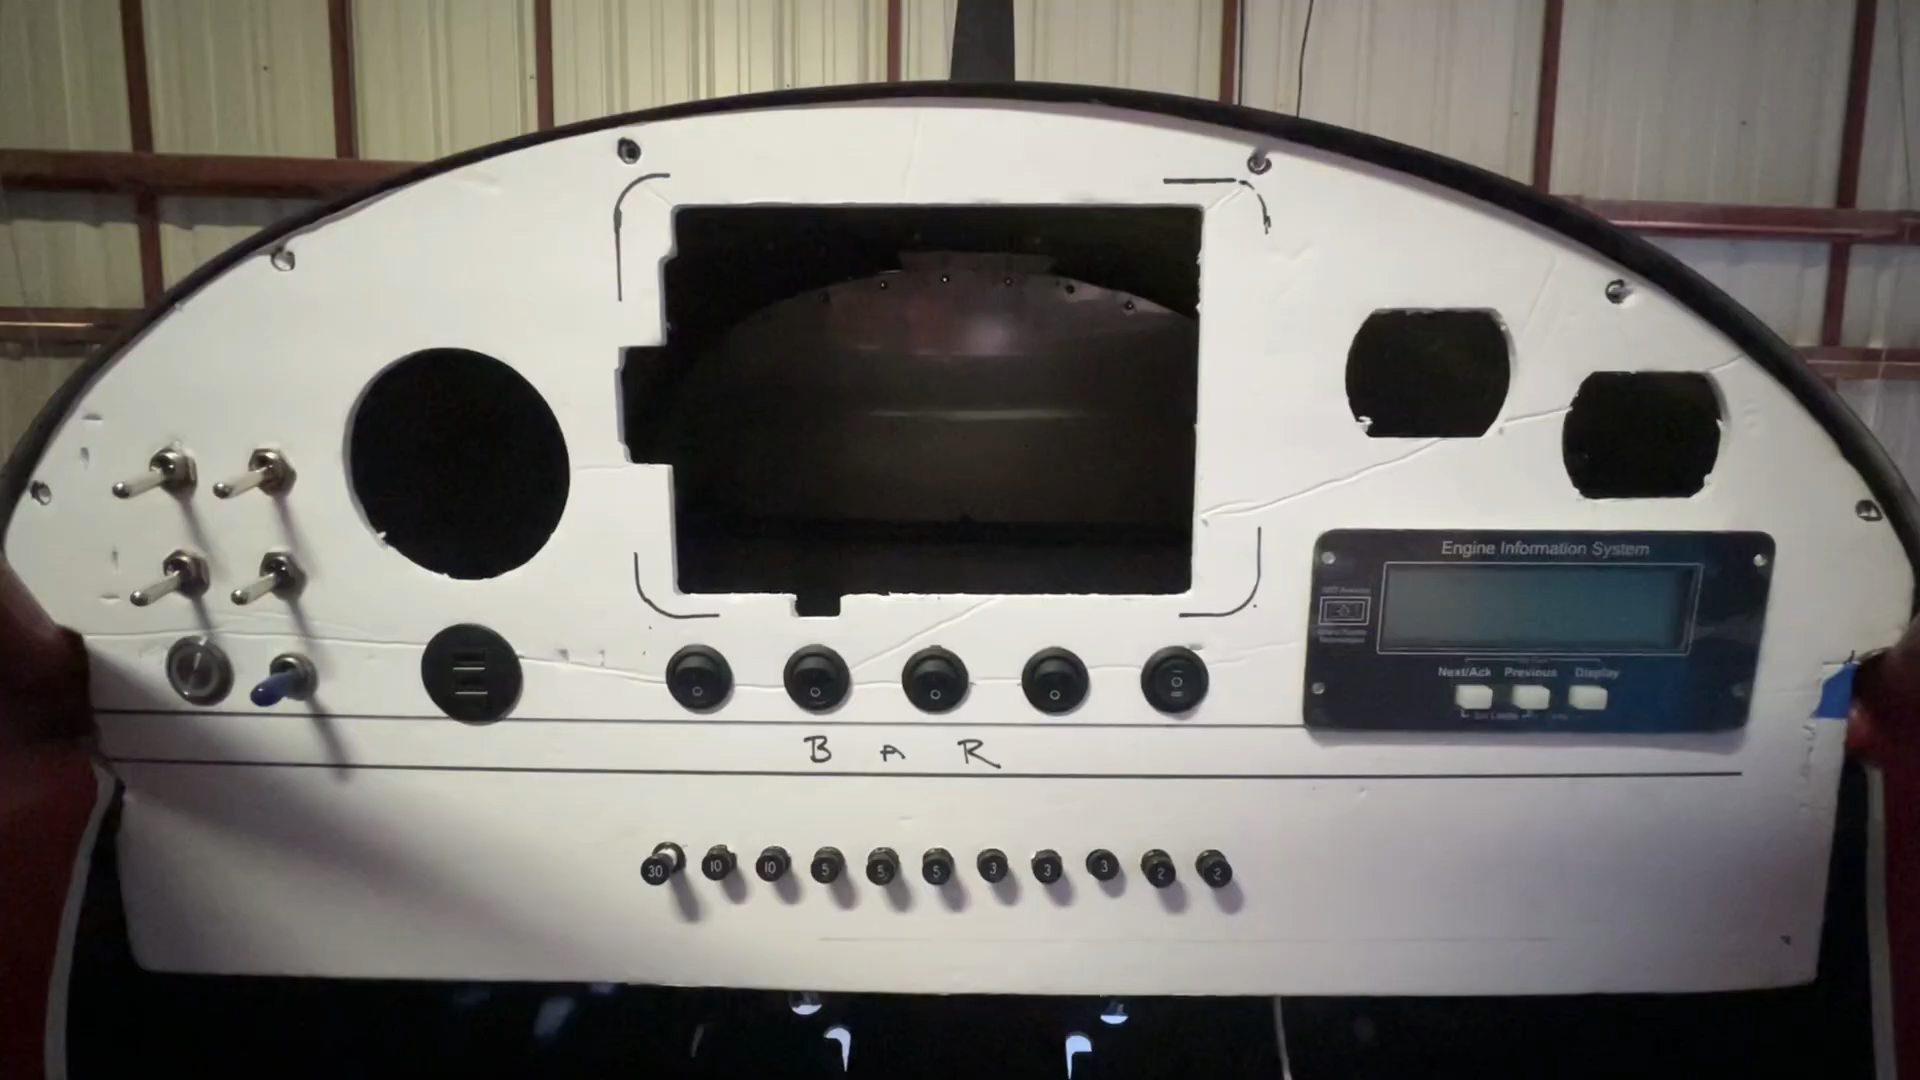 Engine Information System
Next/Ack Previous Display
B A R
30 10 10 5 5 5 3 3 3 2 2